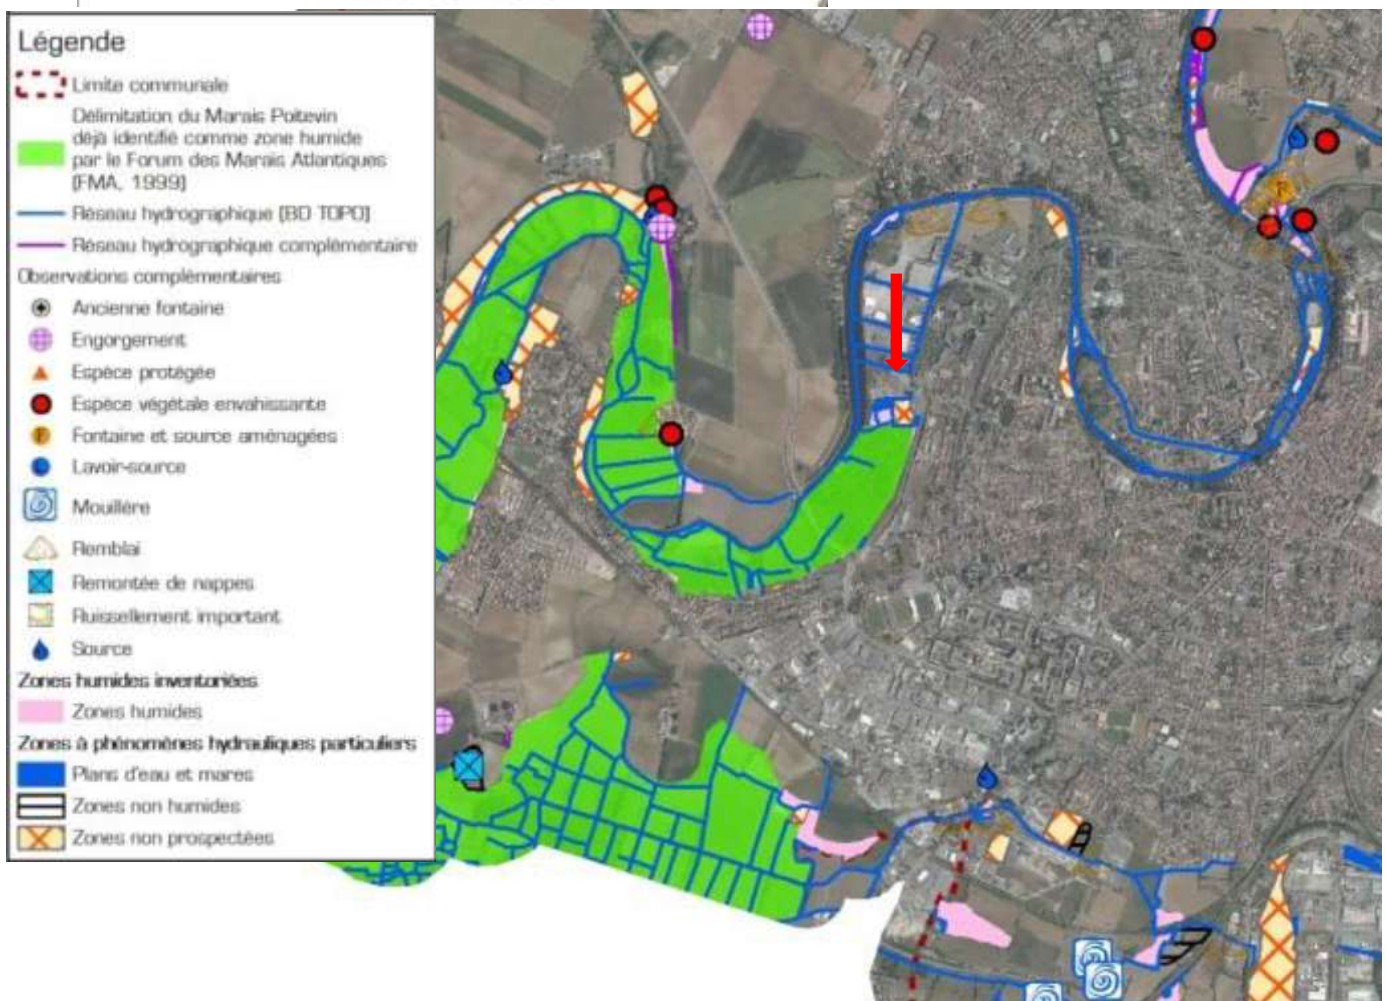 Légende
Limite communale
Délimitation du Marais Poitevin
déjà identifié comme zone humide
par le Forum des Marais Atlantiques
(FMA, 1999)
Réseau hydrographique (BD TOPO)
Réseau hydrographique complémentaire
Observations complémentaires
Ancienne fontaine
Engorgement
Espèce protégée
Espèce végétale envahissante
F
Fontaine et source aménagées
Lavoir-source
Mouillère
Remblai
Remontée de nappes
Ruissellement important
Source
Zones humides inventoriées
Zones humides
Zones à phénomènes hydrauliques particuliers
Plans d'eau et mares
Zones non humides
Zones non prospectées
F